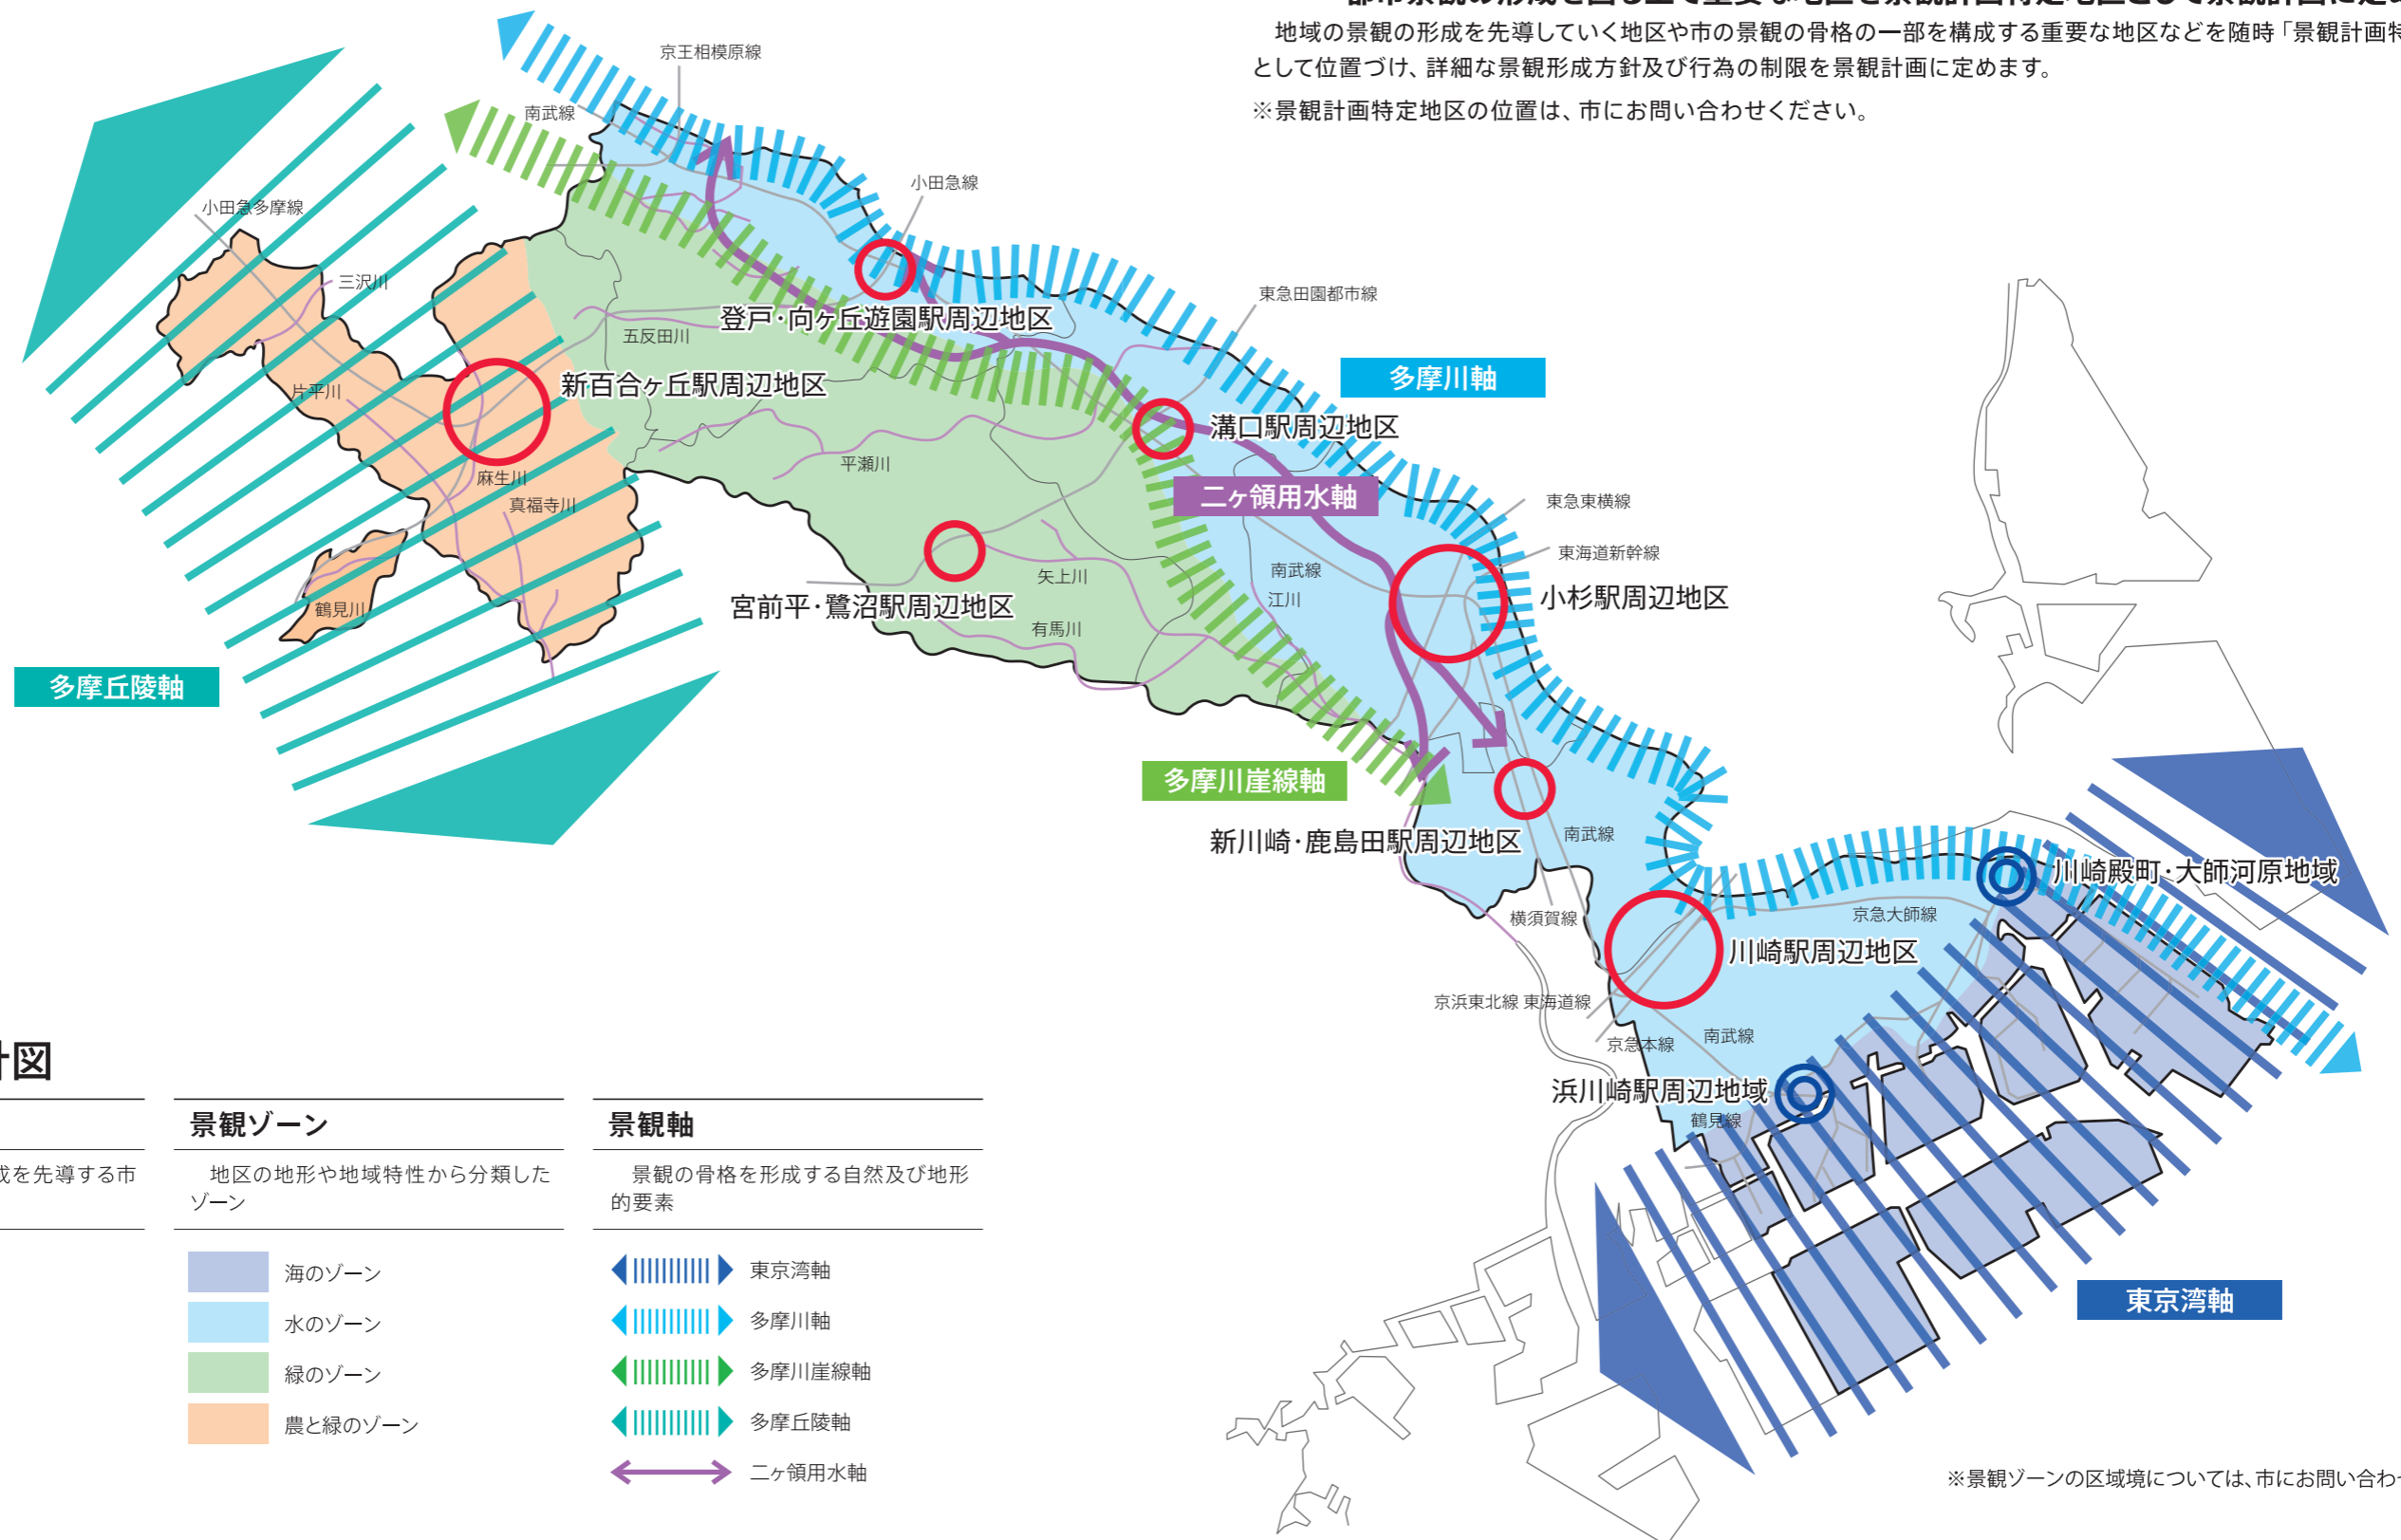 地域の景観の形成を先導していく地区や市の景観の骨格の一部を構成する重要な地区などを随時「景観計画特
として位置づけ、詳細な景観形成方針及び行為の制限を景観計画に定めます。
※景観計画特定地区の位置は、市にお問い合わせください。
京王相模原線
南武線
小田急線
小田急多摩線
三沢川
東急田園都市線
登戸・向ヶ丘遊園駅周辺地区
五反田川
多摩川軸
新百合ヶ丘駅周辺地区
片平川
溝口駅周辺地区
平瀬川
麻生川
二ヶ領用水軸
真福寺川
東急東横線
東海道新幹線
南武線
矢上川
江川
小杉駅周辺地区
宮前平・鷺沼駅周辺地区
鶴見川
有馬川
多摩丘陵軸
多摩川崖線軸
新川崎・鹿島田駅周辺地区
南武線
川崎殿町・大師河原地域
横須賀線
京急大師線
川崎駅周辺地区
京浜東北線 東海道線
京急本線
南武線
浜川崎駅周辺地域
鶴見線
東京湾軸
計図
成を先導する市
景観ゾーン
地区の地形や地域特性から分類した
ゾーン
海のゾーン
水のゾーン
緑のゾーン
農と緑のゾーン
景観軸
景観の骨格を形成する自然及び地形
的要素
東京湾軸
多摩川軸
多摩川崖線軸
多摩丘陵軸
二ヶ領用水軸
※景観ゾーンの区域境については、市にお問い合わせ